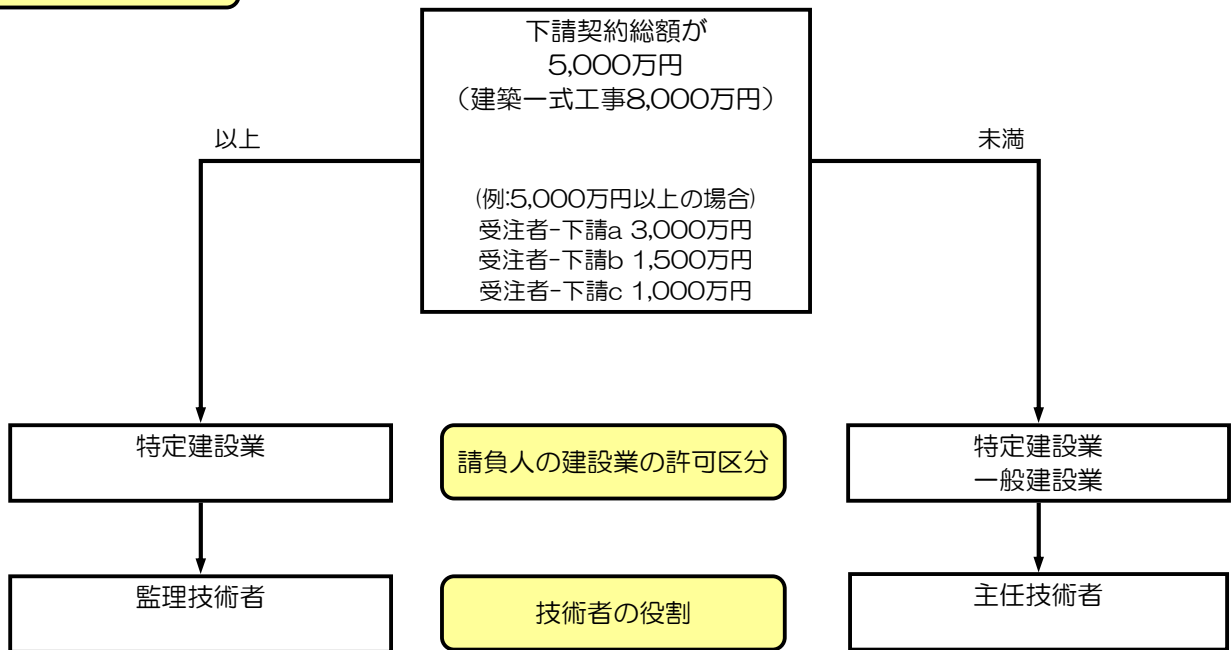 下請契約総額が
5,000万円
（建築一式工事8,000万円）
以上
未満
(例:5,000万円以上の場合)
受注者-下請a 3,000万円
受注者-下請b 1,500万円
受注者-下請c 1,000万円
特定建設業
請負人の建設業の許可区分
特定建設業
一般建設業
監理技術者
技術者の役割
主任技術者